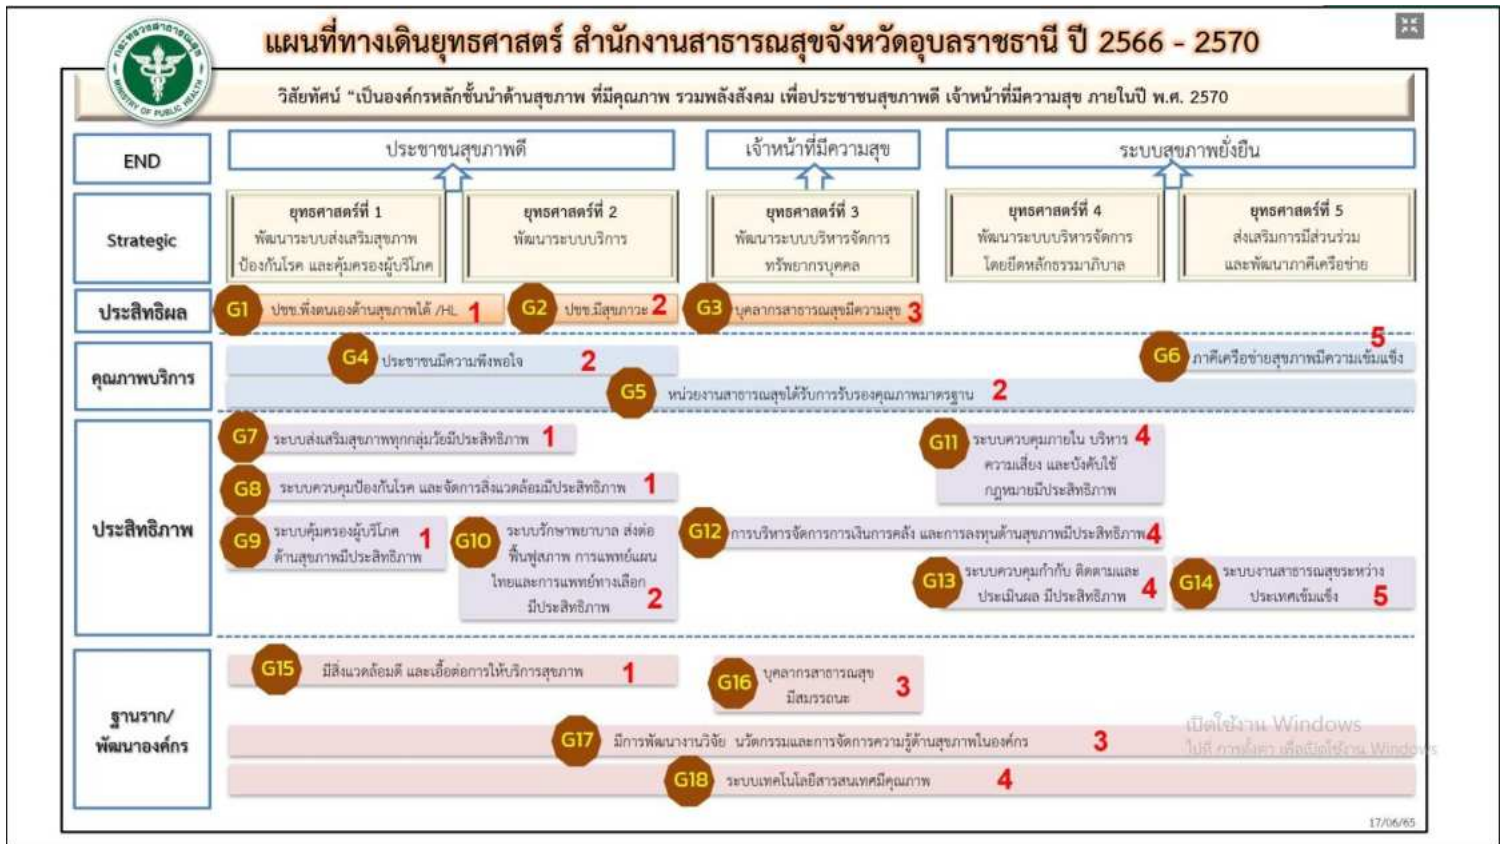 แผนที่ทางเดินยุทธศาสตร์ สำนักงานสาธารณสุขจังหวัดอุบลราชธานี ปี 2566 - 2570
กระทรวงสาธารณสุข
MINISTRY OF PUBLIC HEALTH
วิสัยทัศน์ "เป็นองค์กรหลักชั้นนำด้านสุขภาพ ที่มีคุณภาพ รวมพลังสังคม เพื่อประชาชนสุขภาพดี เจ้าหน้าที่มีความสุข ภายในปี พ.ศ. 2570
END
ประชาชนสุขภาพดี
เจ้าหน้าที่มีความสุข
ระบบสุขภาพยั่งยืน
Strategic
ยุทธศาสตร์ที่ 1
พัฒนาระบบส่งเสริมสุขภาพ
ป้องกันโรค และคุ้มครองผู้บริโภค
ยุทธศาสตร์ที่ 2
พัฒนาระบบบริการ
ยุทธศาสตร์ที่ 3
พัฒนาระบบบริหารจัดการ
ทรัพยากรบุคคล
ยุทธศาสตร์ที่ 4
พัฒนาระบบบริหารจัดการ
โดยยึดหลักธรรมาภิบาล
ยุทธศาสตร์ที่ 5
ส่งเสริมการมีส่วนร่วม
และพัฒนาภาคีเครือข่าย
ประสิทธิผล
G1 ปชช.พึ่งตนเองด้านสุขภาพได้ /HL 1
G2 ปชช.มีสุขภาวะ 2
G3 บุคลากรสาธารณสุขมีความสุข 3
คุณภาพบริการ
G4 ประชาชนมีความพึงพอใจ 2
5
G6 ภาคีเครือข่ายสุขภาพมีความเข้มแข็ง
G5 หน่วยงานสาธารณสุขได้รับการรับรองคุณภาพมาตรฐาน 2
ประสิทธิภาพ
G7 ระบบส่งเสริมสุขภาพทุกกลุ่มวัยมีประสิทธิภาพ 1
G11 ระบบควบคุมภายใน บริหาร 4
ความเสี่ยง และบังคับใช้
กฎหมายมีประสิทธิภาพ
G8 ระบบควบคุมป้องกันโรค และจัดการสิ่งแวดล้อมมีประสิทธิภาพ 1
G9 ระบบคุ้มครองผู้บริโภค
ด้านสุขภาพมีประสิทธิภาพ 1
G10 ระบบรักษาพยาบาล ส่งต่อ
ฟื้นฟูสภาพ การแพทย์แผน
ไทยและการแพทย์ทางเลือก
มีประสิทธิภาพ 2
G12 การบริหารจัดการการเงินการคลัง และการลงทุนด้านสุขภาพมีประสิทธิภาพ 4
G13 ระบบควบคุมกำกับ ติดตามและ
ประเมินผล มีประสิทธิภาพ 4
G14 ระบบงานสาธารณสุขระหว่าง
ประเทศเข้มแข็ง 5
ฐานราก/
พัฒนาองค์กร
G15 มีสิ่งแวดล้อมดี และเอื้อต่อการให้บริการสุขภาพ 1
G16 บุคลากรสาธารณสุข
มีสมรรถนะ 3
G17 มีการพัฒนางานวิจัย นวัตกรรมและการจัดการความรู้ด้านสุขภาพในองค์กร 3
G18 ระบบเทคโนโลยีสารสนเทศมีคุณภาพ 4
เปิดใช้งาน Windows
ไปที่ การตั้งค่า เพื่อเปิดใช้งาน Windows
17/06/65